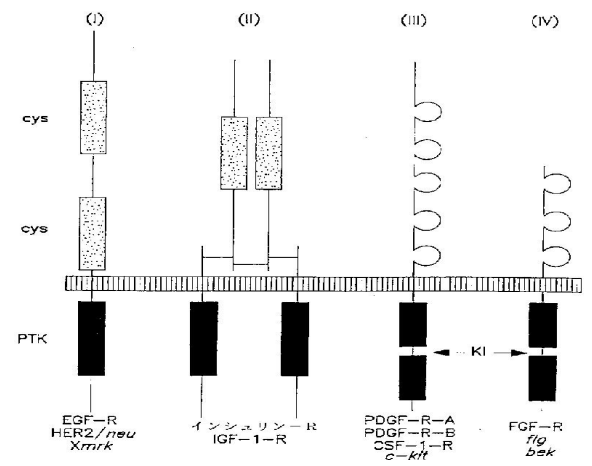 (I) (II) (III) (IV)
cys
cys
PTK
KI
EGF-R
HER2/neu
Xmrk
インシュリン-R
IGF-1-R
PDGF-R-A
PDGF-R-B
CSF-1-R
c-kit
FGF-R
flg
bek